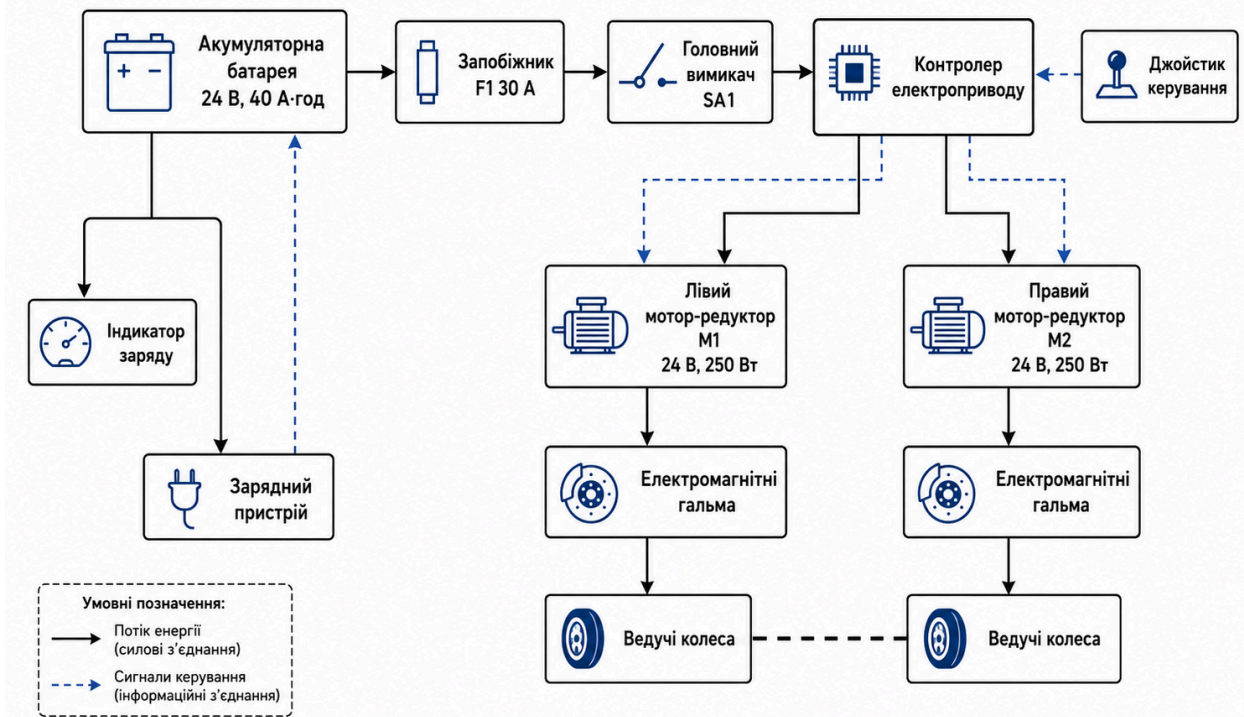 Акумуляторна
батарея
24 В, 40 А·год
Запобіжник
F1 30 А
Головний
вимикач
SA1
Контролер
електроприводу
Джойстик
керування
Індикатор
заряду
Зарядний
пристрій
Лівий
мотор-редуктор
М1
24 В, 250 Вт
Правий
мотор-редуктор
М2
24 В, 250 Вт
Електромагнітні
гальма
Електромагнітні
гальма
Ведучі колеса
Ведучі колеса
Умовні позначення:
Потік енергії
(силові з’єднання)
Сигнали керування
(інформаційні з’єднання)